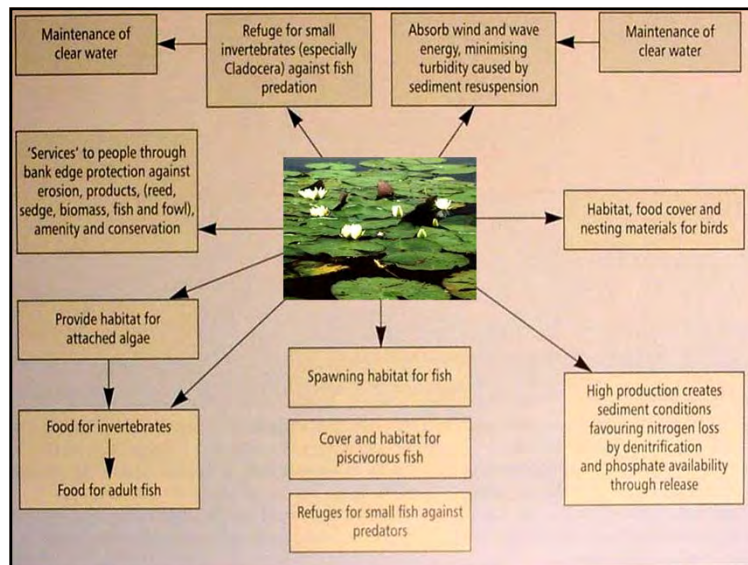 Maintenance of
clear water
Refuge for small
invertebrates (especially
Cladocera) against fish
predation
Absorb wind and wave
energy, minimising
turbidity caused by
sediment resuspension
Maintenance of
clear water
'Services' to people through
bank edge protection against
erosion, products, (reed,
sedge, biomass, fish and fowl),
amenity and conservation
Habitat, food cover and
nesting materials for birds
Provide habitat for
attached algae
Spawning habitat for fish
High production creates
sediment conditions
favouring nitrogen loss
by denitrification
and phosphate availability
through release
Food for invertebrates
Food for adult fish
Cover and habitat for
piscivorous fish
Refuges for small fish against
predators